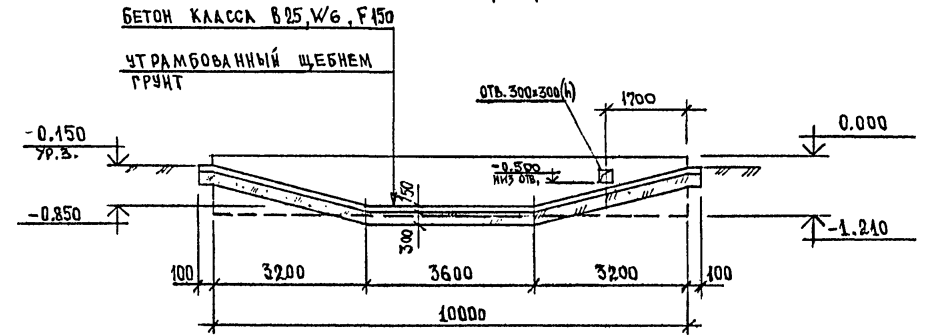 БЕТОН КЛАССА В25, W6, F150
УТРАМБОВАННЫЙ ЩЕБНЕМ
ГРУНТ
ОТВ. 300×300(h)
1700
-0.150
УР.З.
0.000
-0.500
НИЗ ОТВ.
150
300
-0.850
-1.210
100
3200
3600
3200
100
10000